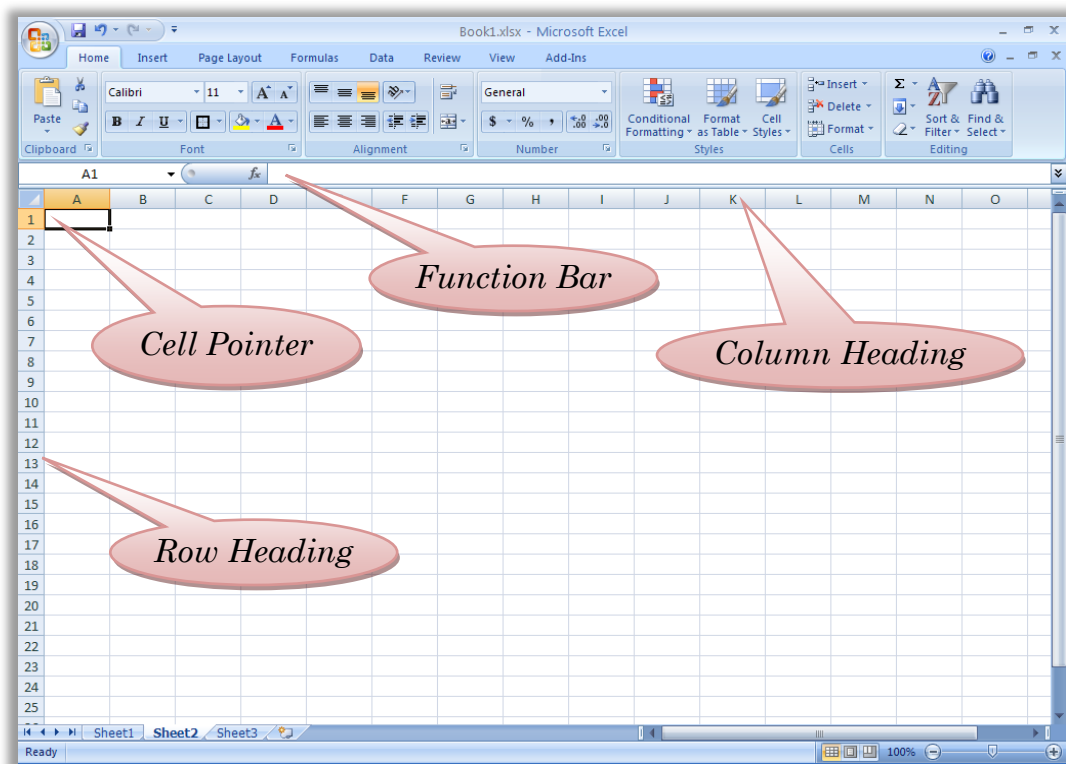 Book1.xlsx - Microsoft Excel
Home Insert Page Layout Formulas Data Review View Add-Ins
Calibri 11 A A General Insert Σ
Paste B I U A $ % , .0 .00 .00 .0 Conditional Formatting Format as Table Cell Styles Delete Format Sort & Filter Find & Select
Clipboard Font Alignment Number Styles Cells Editing
A1 fx
A B C D F G H I J K L M N O
1
2
3
4
5
6
7
8
9
10
11
12
13
14
15
16
17
18
19
20
21
22
23
24
25
Function Bar
Cell Pointer
Column Heading
Row Heading
Sheet1 Sheet2 Sheet3
Ready 100%